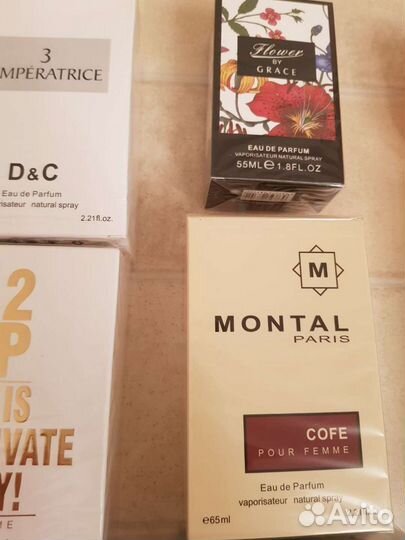 3
MPÉRATRICE
D&C
Eau de Parfum
natural spray
2.21fl.oz.
Flower
BY
GRACE
EAU DE PARFUM
VAPORISATEUR NATURAL SPRAY
55ML e 1.8FL.OZ
2
P
IS
IVATE
Y!
ME
M
MONTAL
PARIS
COFE
POUR FEMME
Eau de Parfum
vaporisateur natural spray
e65ml
Avito